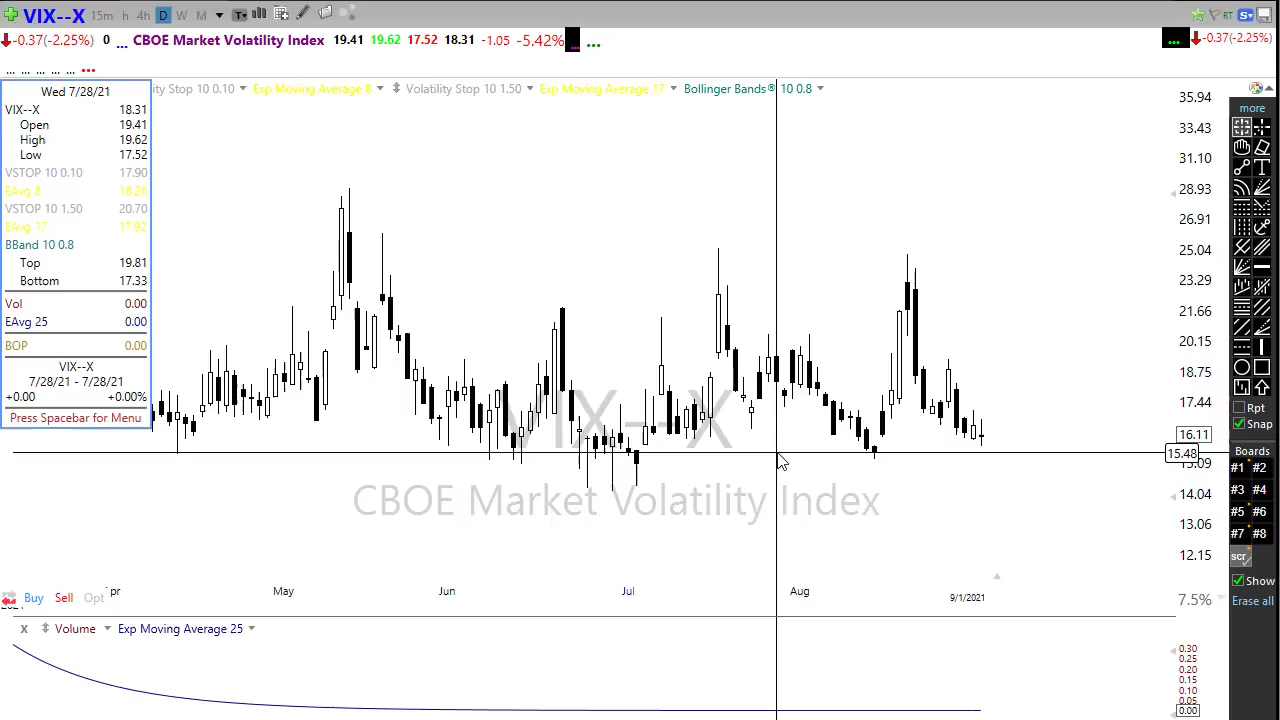 VIX--X 15m h 4h D W M T RT S
-0.37(-2.25%) 0 ... CBOE Market Volatility Index 19.41 19.62 17.52 18.31 -1.05 -5.42% ... ... -0.37(-2.25%)
... ... ... ... ... ...
Wed 7/28/21
VIX--X 18.31
Open 19.41
High 19.62
Low 17.52
VSTOP 10 0.10 17.90
EAvg 8 18.26
VSTOP 10 1.50 20.70
EAvg 17 17.92
BBand 10 0.8
Top 19.81
Bottom 17.33
Vol 0.00
EAvg 25 0.00
BOP 0.00
VIX--X
7/28/21 - 7/28/21
+0.00 +0.00%
Press Spacebar for Menu
ity Stop 10 0.10 Exp Moving Average 8 Volatility Stop 10 1.50 Exp Moving Average 17 Bollinger Bands® 10 0.8
VIX--X
CBOE Market Volatility Index
35.94
33.43
31.10
28.93
26.91
25.04
23.29
21.66
20.15
18.75
17.44
16.11
15.48
15.09
14.04
13.06
12.15
7.5%
more
Rpt
Snap
Boards
#1 #2
#3 #4
#5 #6
#7 #8
scr
Show
Erase all
Buy Sell Opt
pr May Jun Jul Aug 9/1/2021
X Volume Exp Moving Average 25
0.30
0.25
0.20
0.15
0.10
0.05
0.00